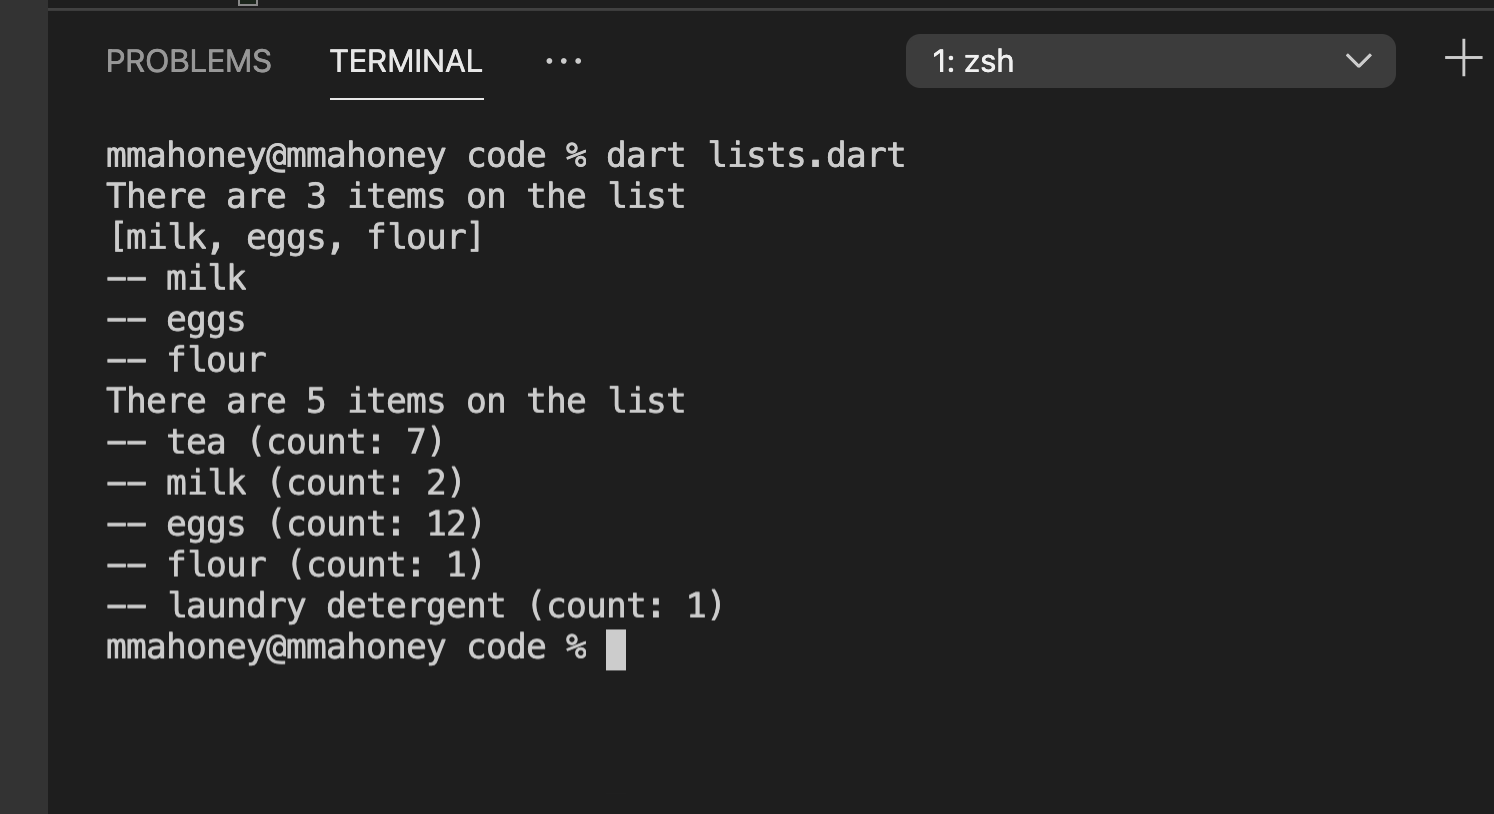 PROBLEMS TERMINAL ... 1: zsh
mmahoney@mmahoney code % dart lists.dart
There are 3 items on the list
[milk, eggs, flour]
-- milk
-- eggs
-- flour
There are 5 items on the list
-- tea (count: 7)
-- milk (count: 2)
-- eggs (count: 12)
-- flour (count: 1)
-- laundry detergent (count: 1)
mmahoney@mmahoney code %